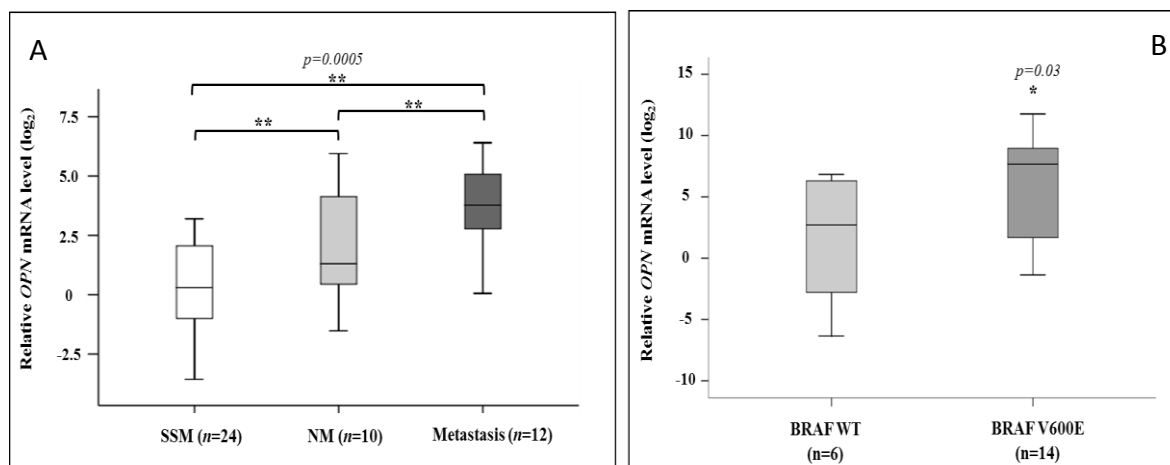 A
p=0.0005
**
**
**
Relative OPN mRNA level (log₂)
7.5
5.0
2.5
0
-2.5
SSM (n=24)
NM (n=10)
Metastasis (n=12)
B
p=0.03
*
Relative OPN mRNA level (log₂)
15
10
5
0
-5
-10
BRAF WT
(n=6)
BRAF V600E
(n=14)